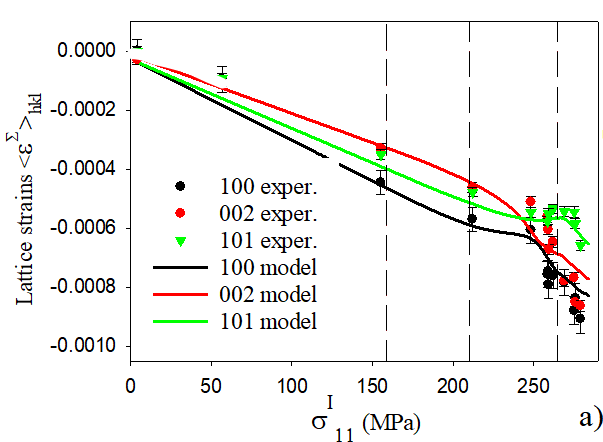 0.0000
-0.0002
-0.0004
-0.0006
-0.0008
-0.0010
Lattice strains <ε^Σ>_hkl
100 exper.
002 exper.
101 exper.
100 model
002 model
101 model
0 50 100 150 200 250
σ^I_11 (MPa)
a)